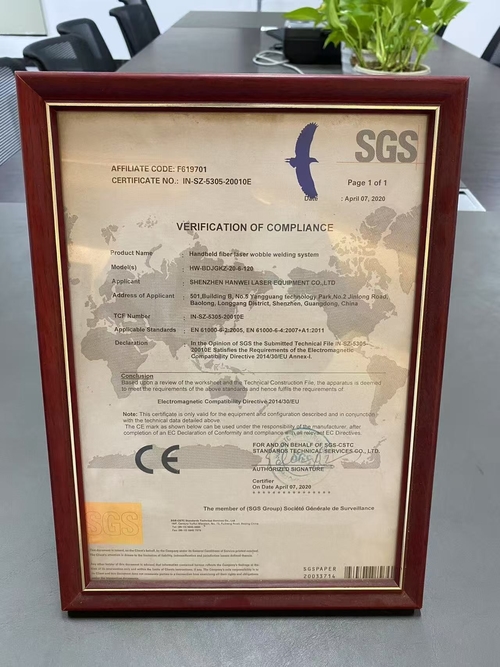 SGS
AFFILIATE CODE: F619701
CERTIFICATE NO.: IN-SZ-5305-20010E
Page 1 of 1
Date : April 07, 2020
VERIFICATION OF COMPLIANCE
Product Name : Handheld fiber laser wobble welding system
Model(s) : HW-BDJGKZ-20-6-120
Applicant : SHENZHEN HANWEI LASER EQUIPMENT CO.,LTD
Address of Applicant : 501,Building B, No.5 Yangguang technology Park,No.2 Jinlong Road,
Baolong, Longgang District, Shenzhen, Guangdong, China
TCF Number : IN-SZ-5305-20010E
Applicable Standards : EN 61000-6-2:2005, EN 61000-6-4:2007+A1:2011
Declaration : In the Opinion of SGS the Submitted Technical File IN-SZ-5305-
20010E Satisfies the Requirements of the Electromagnetic
Compatibility Directive 2014/30/EU Annex-I.
Conclusion
Based upon a review of the worksheet and the Technical Construction File, the apparatus is deemed
to meet the requirements of the above standards and hence fulfils the requirements of
Electromagnetic Compatibility Directive 2014/30/EU
Note: This certificate is only valid for the equipment and configuration described and in conjunction
with the technical data detailed above
The CE mark as shown below can be used under the responsibility of the manufacturer, after
completion of an EC Declaration of Conformity and compliance with all relevant EC Directives.
FOR AND ON BEHALF OF SGS-CSTC
STANDARDS TECHNICAL SERVICES CO., LTD.
CE
AUTHORIZED SIGNATURE
Certifier
On Date April 07, 2020
The member of (SGS Group) Société Générale de Surveillance
SGS
SGSPAPER
20033714